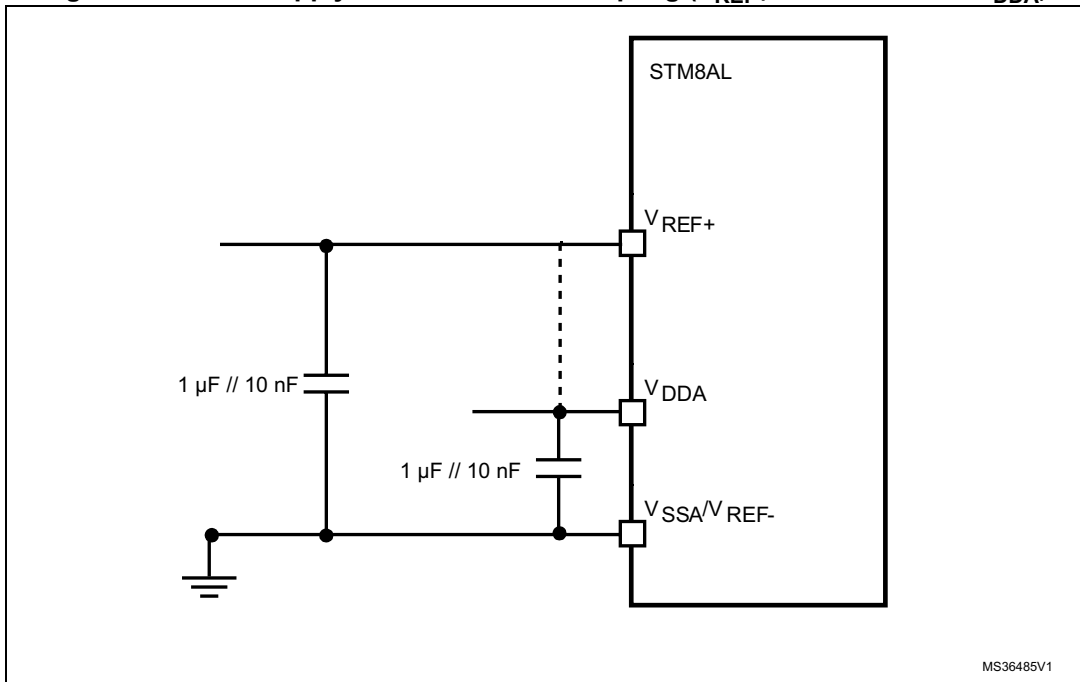 STM8AL
VREF+
1 µF // 10 nF
VDDA
1 µF // 10 nF
VSSA/VREF-
MS36485V1